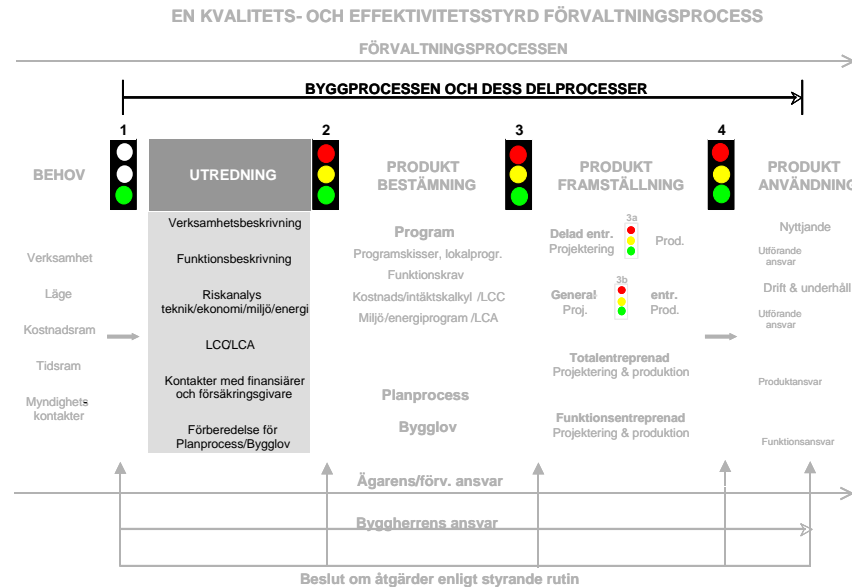 EN KVALITETS- OCH EFFEKTIVITETSSTYRD FÖRVALTNINGSPROCESS
FÖRVALTNINGSPROCESSEN
BYGGPROCESSEN OCH DESS DELPROCESSER
1
2
3
4
BEHOV
Verksamhet
Läge
Kostnadsram
Tidsram
Myndighets-
kontakter
UTREDNING
Verksamhetsbeskrivning
Funktionsbeskrivning
Riskanalys
teknik/ekonomi/miljö/energi
LCC/LCA
Kontakter med finansiärer
och försäkringsgivare
Förberedelse för
Planprocess/Bygglov
PRODUKT
BESTÄMNING
Program
Programskisser, lokalprogr.
Funktionskrav
Kostnads/intäktskalkyl /LCC
Miljö/energiprogram /LCA
Planprocess
Bygglov
PRODUKT
FRAMSTÄLLNING
3a
Delad entr.
Projektering Prod.
3b
General- entr.
Proj. Prod.
Totalentreprenad
Projektering & produktion
Funktionsentreprenad
Projektering & produktion
PRODUKT
ANVÄNDNING
Nyttjande
Utförande
ansvar
Drift & underhåll
Utförande
ansvar
Produktansvar
Funktionsansvar
Ägarens/förv. ansvar
Byggherrens ansvar
Beslut om åtgärder enligt styrande rutin